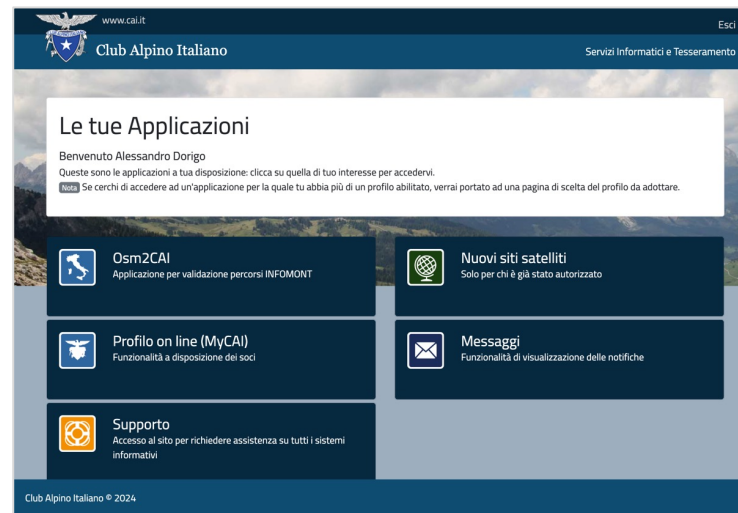 www.cai.it
Esci
Club Alpino Italiano
Servizi Informatici e Tesseramento
Le tue Applicazioni
Benvenuto Alessandro Dorigo
Queste sono le applicazioni a tua disposizione: clicca su quella di tuo interesse per accedervi.
Nota Se cerchi di accedere ad un'applicazione per la quale tu abbia più di un profilo abilitato, verrai portato ad una pagina di scelta del profilo da adottare.
Osm2CAI
Applicazione per validazione percorsi INFOMONT
Nuovi siti satelliti
Solo per chi è già stato autorizzato
Profilo on line (MyCAI)
Funzionalità a disposizione dei soci
Messaggi
Funzionalità di visualizzazione delle notifiche
Supporto
Accesso al sito per richiedere assistenza su tutti i sistemi
informativi
Club Alpino Italiano © 2024